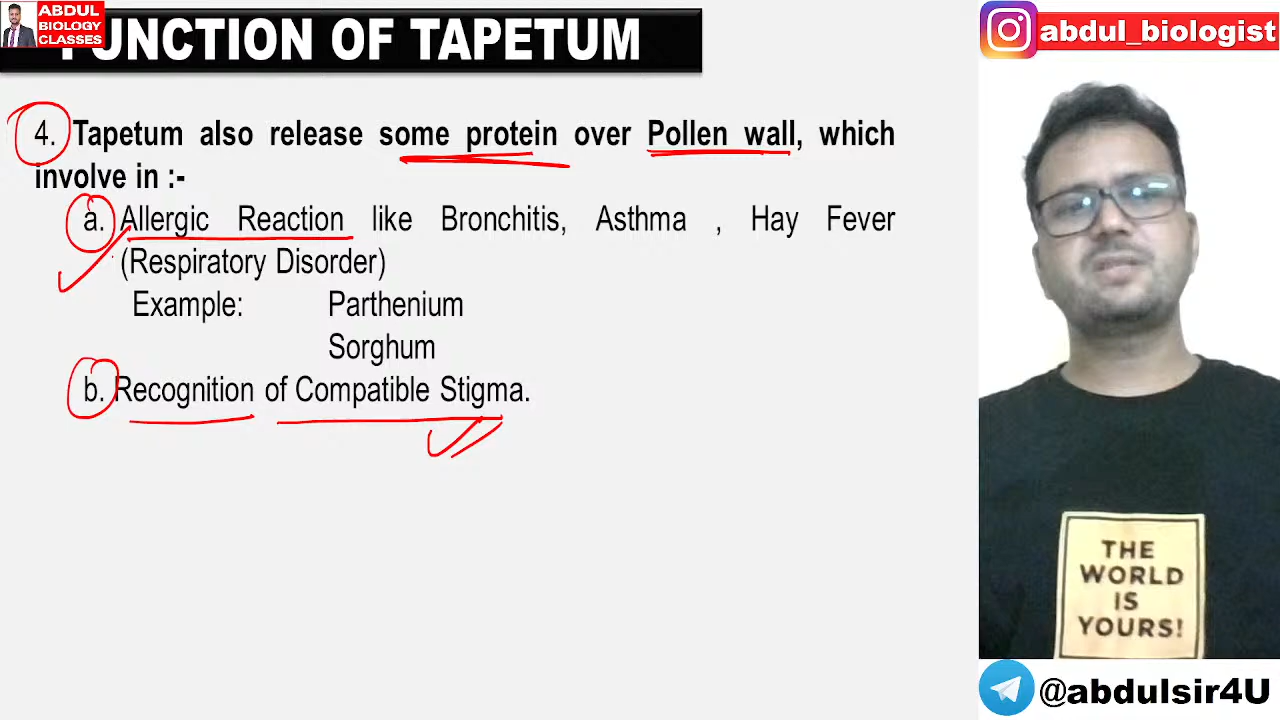 ABDUL
BIOLOGY
CLASSES
FUNCTION OF TAPETUM
4. Tapetum also release some protein over Pollen wall, which
involve in :-
a. Allergic Reaction like Bronchitis, Asthma , Hay Fever
(Respiratory Disorder)
Example: Parthenium
Sorghum
b. Recognition of Compatible Stigma.
abdul_biologist
THE
WORLD
IS
YOURS!
@abdulsir4U